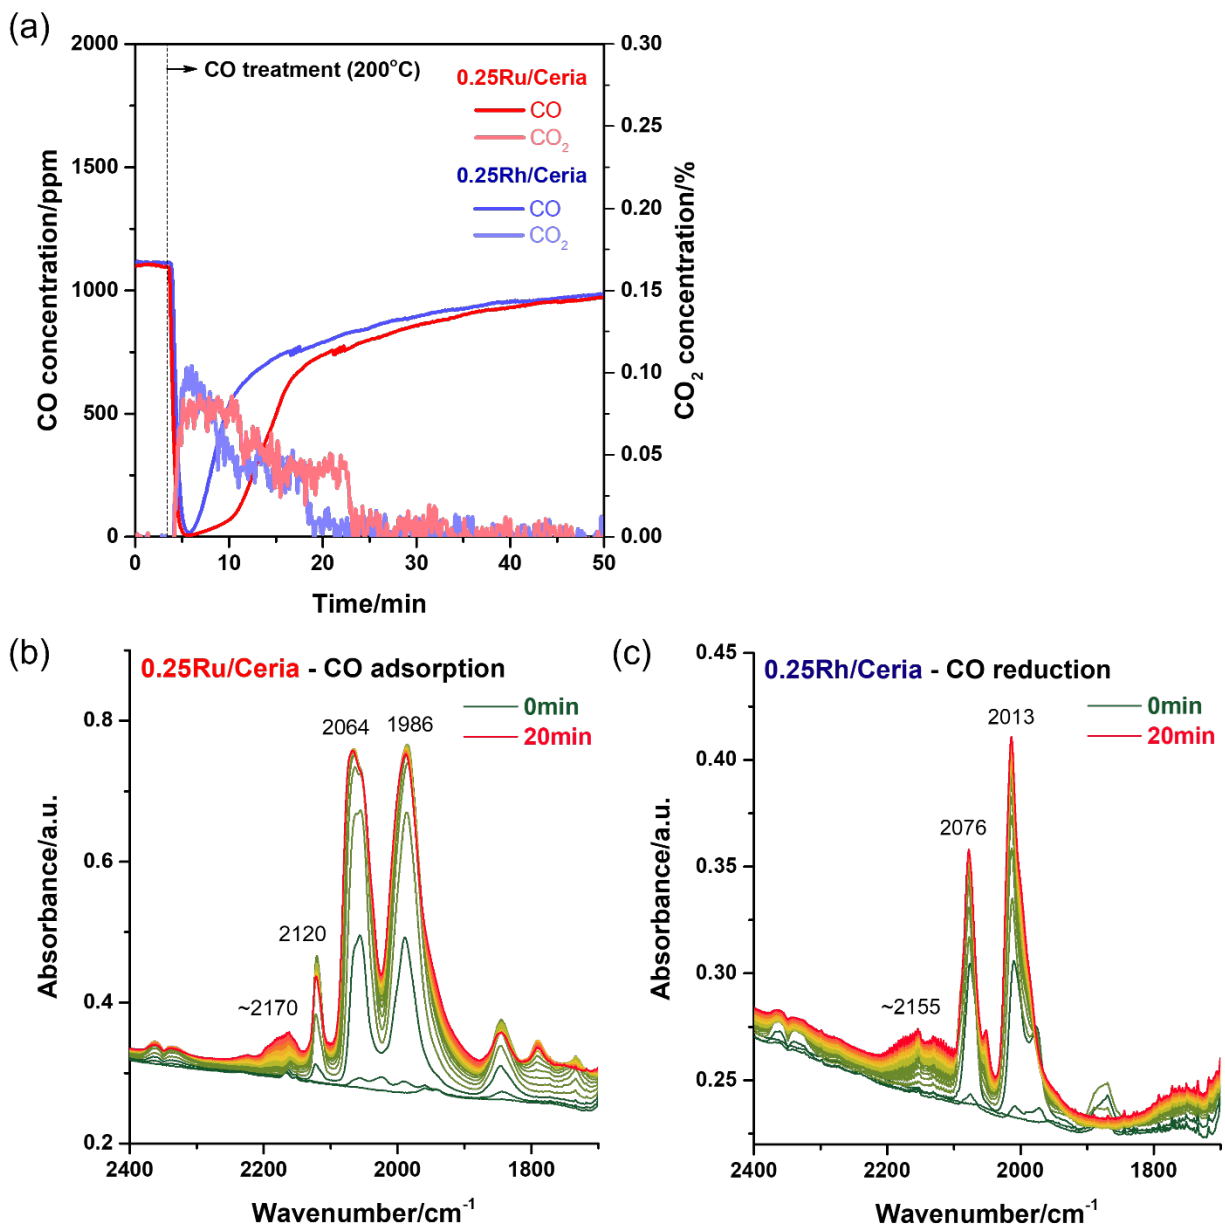 (a)
2000
1500
1000
500
0
CO concentration/ppm
CO treatment (200°C)
0.25Ru/Ceria
CO
CO₂
0.25Rh/Ceria
CO
CO₂
0.30
0.25
0.20
0.15
0.10
0.05
0.00
CO₂ concentration/%
0 10 20 30 40 50
Time/min
(b)
0.25Ru/Ceria - CO adsorption
0min
20min
2064 1986
2120
~2170
0.8
0.6
0.4
0.2
Absorbance/a.u.
2400 2200 2000 1800
Wavenumber/cm⁻¹
(c)
0.25Rh/Ceria - CO reduction
0min
20min
2013
2076
~2155
0.45
0.40
0.35
0.30
0.25
Absorbance/a.u.
2400 2200 2000 1800
Wavenumber/cm⁻¹